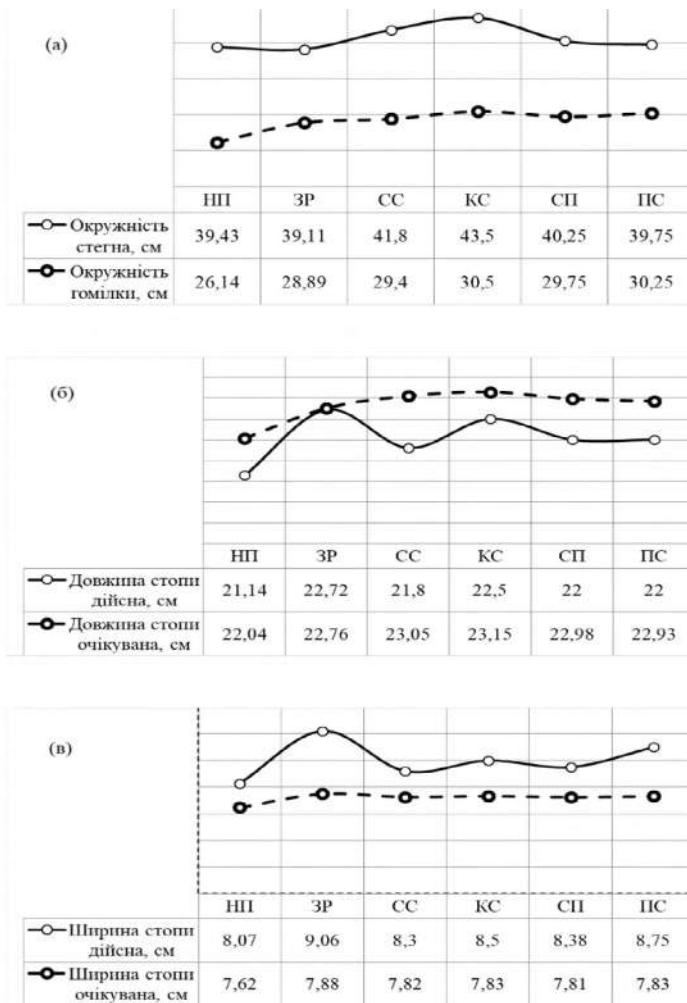 (а)
НП ЗР СС КС СП ПС
Окружність
стегна, см
39,43 39,11 41,8 43,5 40,25 39,75
Окружність
гомілки, см
26,14 28,89 29,4 30,5 29,75 30,25
(б)
НП ЗР СС КС СП ПС
Довжина стопи
дійсна, см
21,14 22,72 21,8 22,5 22 22
Довжина стопи
очікувана, см
22,04 22,76 23,05 23,15 22,98 22,93
(в)
НП ЗР СС КС СП ПС
Ширина стопи
дійсна, см
8,07 9,06 8,3 8,5 8,38 8,75
Ширина стопи
очікувана, см
7,62 7,88 7,82 7,83 7,81 7,83